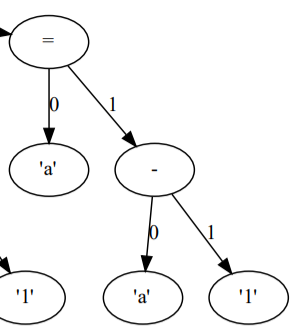 =
0 1
'a' -
0 1
'1' 'a' '1'